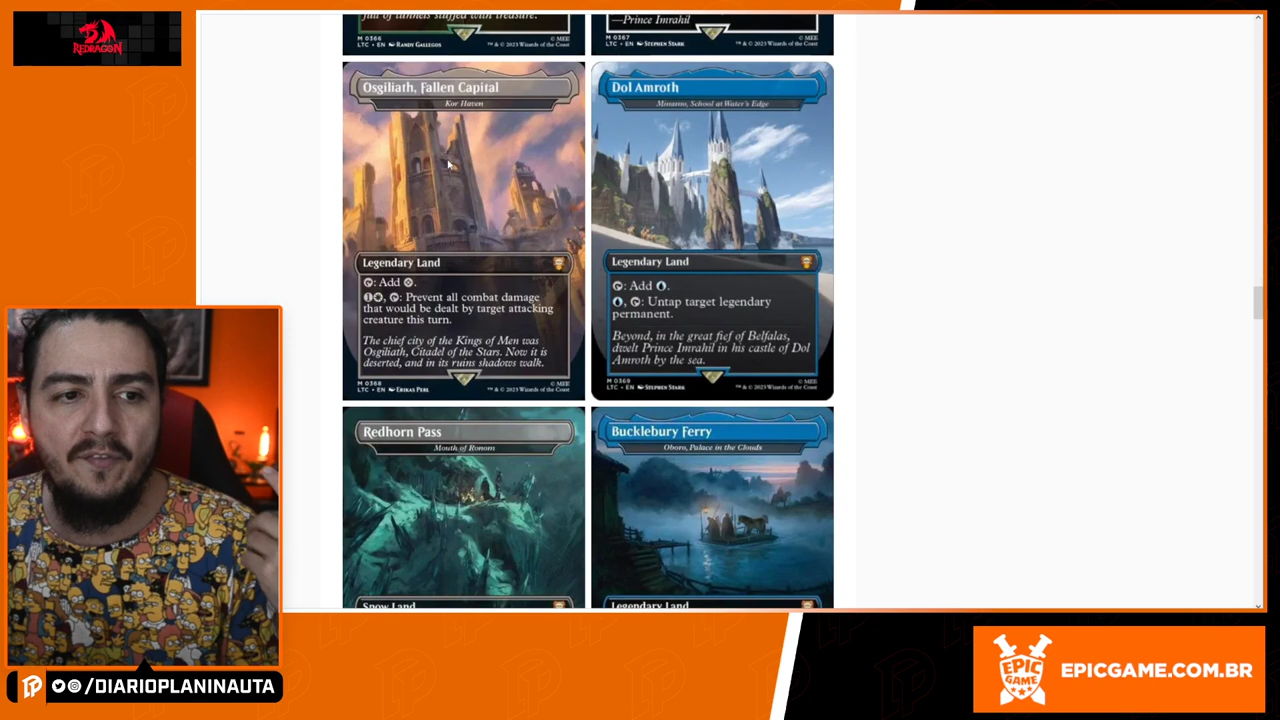 REDRAGON
full of tunnels stuffed with treasure.
M 0366
LTC • EN RANDY GALLEGOS
™ & © 2023 Wizards of the Coast
—Prince Imrahil
M 0367
LTC • EN STEPHEN STARK
© MEE
™ & © 2023 Wizards of the Coast
Osgiliath, Fallen Capital
Kor Haven
Legendary Land
: Add .
1, : Prevent all combat damage
that would be dealt by target attacking
creature this turn.
The chief city of the Kings of Men was
Osgiliath, Citadel of the Stars. Now it is
deserted, and in its ruins shadows walk.
M 0368
LTC • EN ERIKAS PERL
© MEE
™ & © 2023 Wizards of the Coast
Dol Amroth
Minamo, School at Water's Edge
Legendary Land
: Add .
, : Untap target legendary
permanent.
Beyond, in the great fief of Belfalas,
dwelt Prince Imrahil in his castle of Dol
Amroth by the sea.
M 0369
LTC • EN STEPHEN STARK
© MEE
™ & © 2023 Wizards of the Coast
Redhorn Pass
Mouth of Ronom
Snow Land
Bucklebury Ferry
Oboro, Palace in the Clouds
Legendary Land
/DIARIOPLANINAUTA
EPIC
GAME
EPICGAME.COM.BR